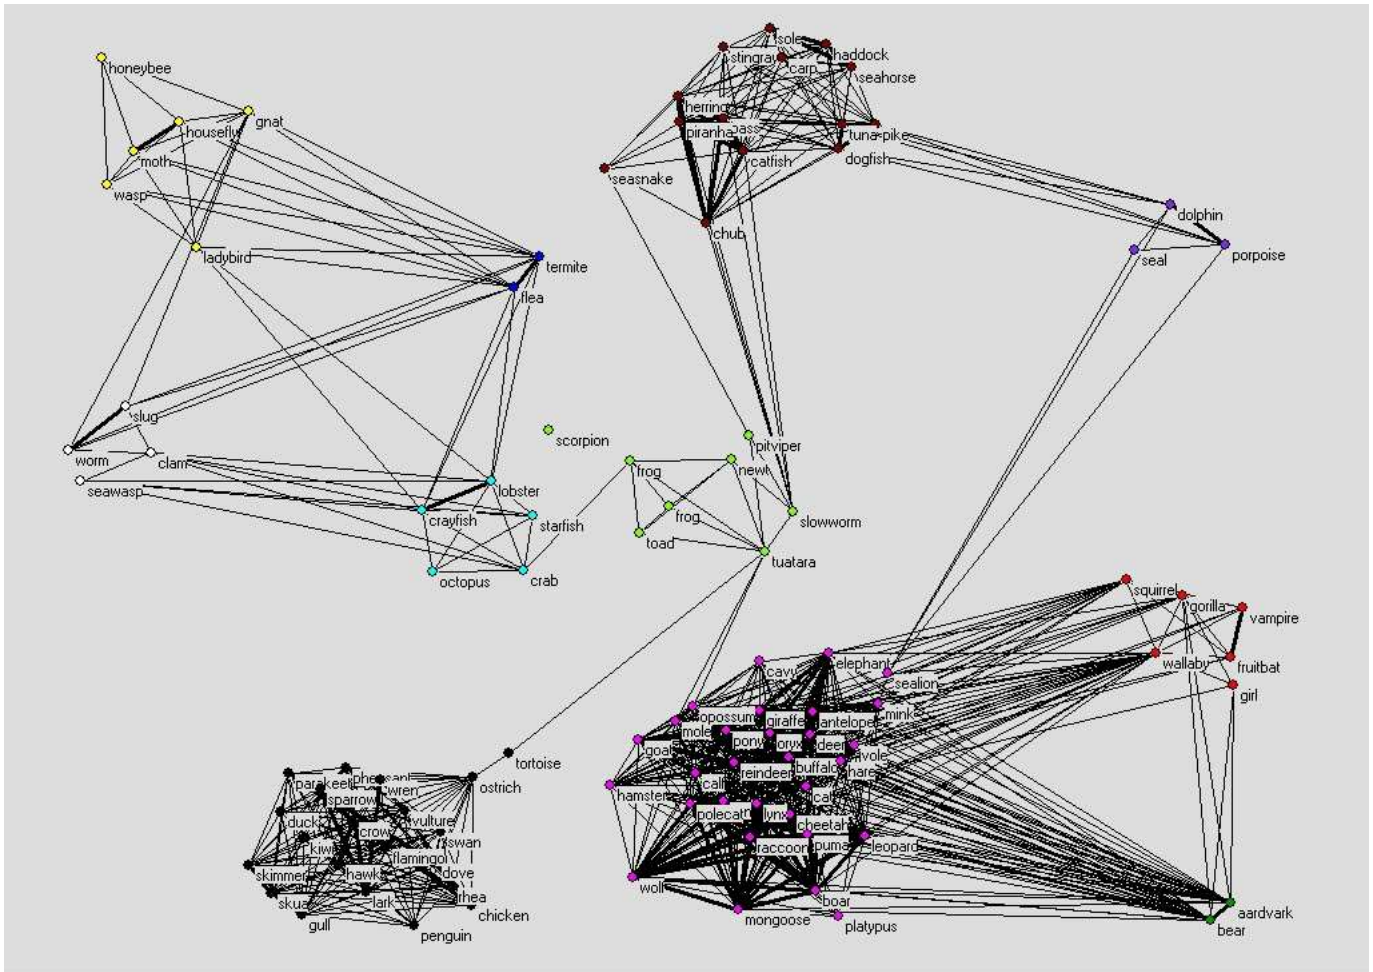 sole
haddock
stingray
carp
seahorse
honeybee
herring
gnat
housefly
piranha
bass
tuna
pike
moth
catfish
dogfish
seasnake
wasp
dolphin
chub
ladybird
seal
porpoise
termite
flea
slug
scorpion
pitviper
worm
clam
frog
newt
seawasp
lobster
crayfish
starfish
frog
slowworm
toad
tuatara
octopus
crab
squirrel
gorilla
vampire
elephant
wallaby
fruitbat
cavy
sealion
girl
opossum
giraffe
antelope
mink
mole
goat
pony
oryx
deer
vole
tortoise
buffalo
hare
reindeer
parakeet
pheasant
wren
ostrich
calf
hamster
cat
sparrow
duck
vulture
polecat
lynx
cheetah
crow
swan
kiwi
raccoon
puma
leopard
flamingo
skimmer
hawk
dove
wolf
skua
lark
rhea
boar
aardvark
gull
chicken
mongoose
platypus
bear
penguin